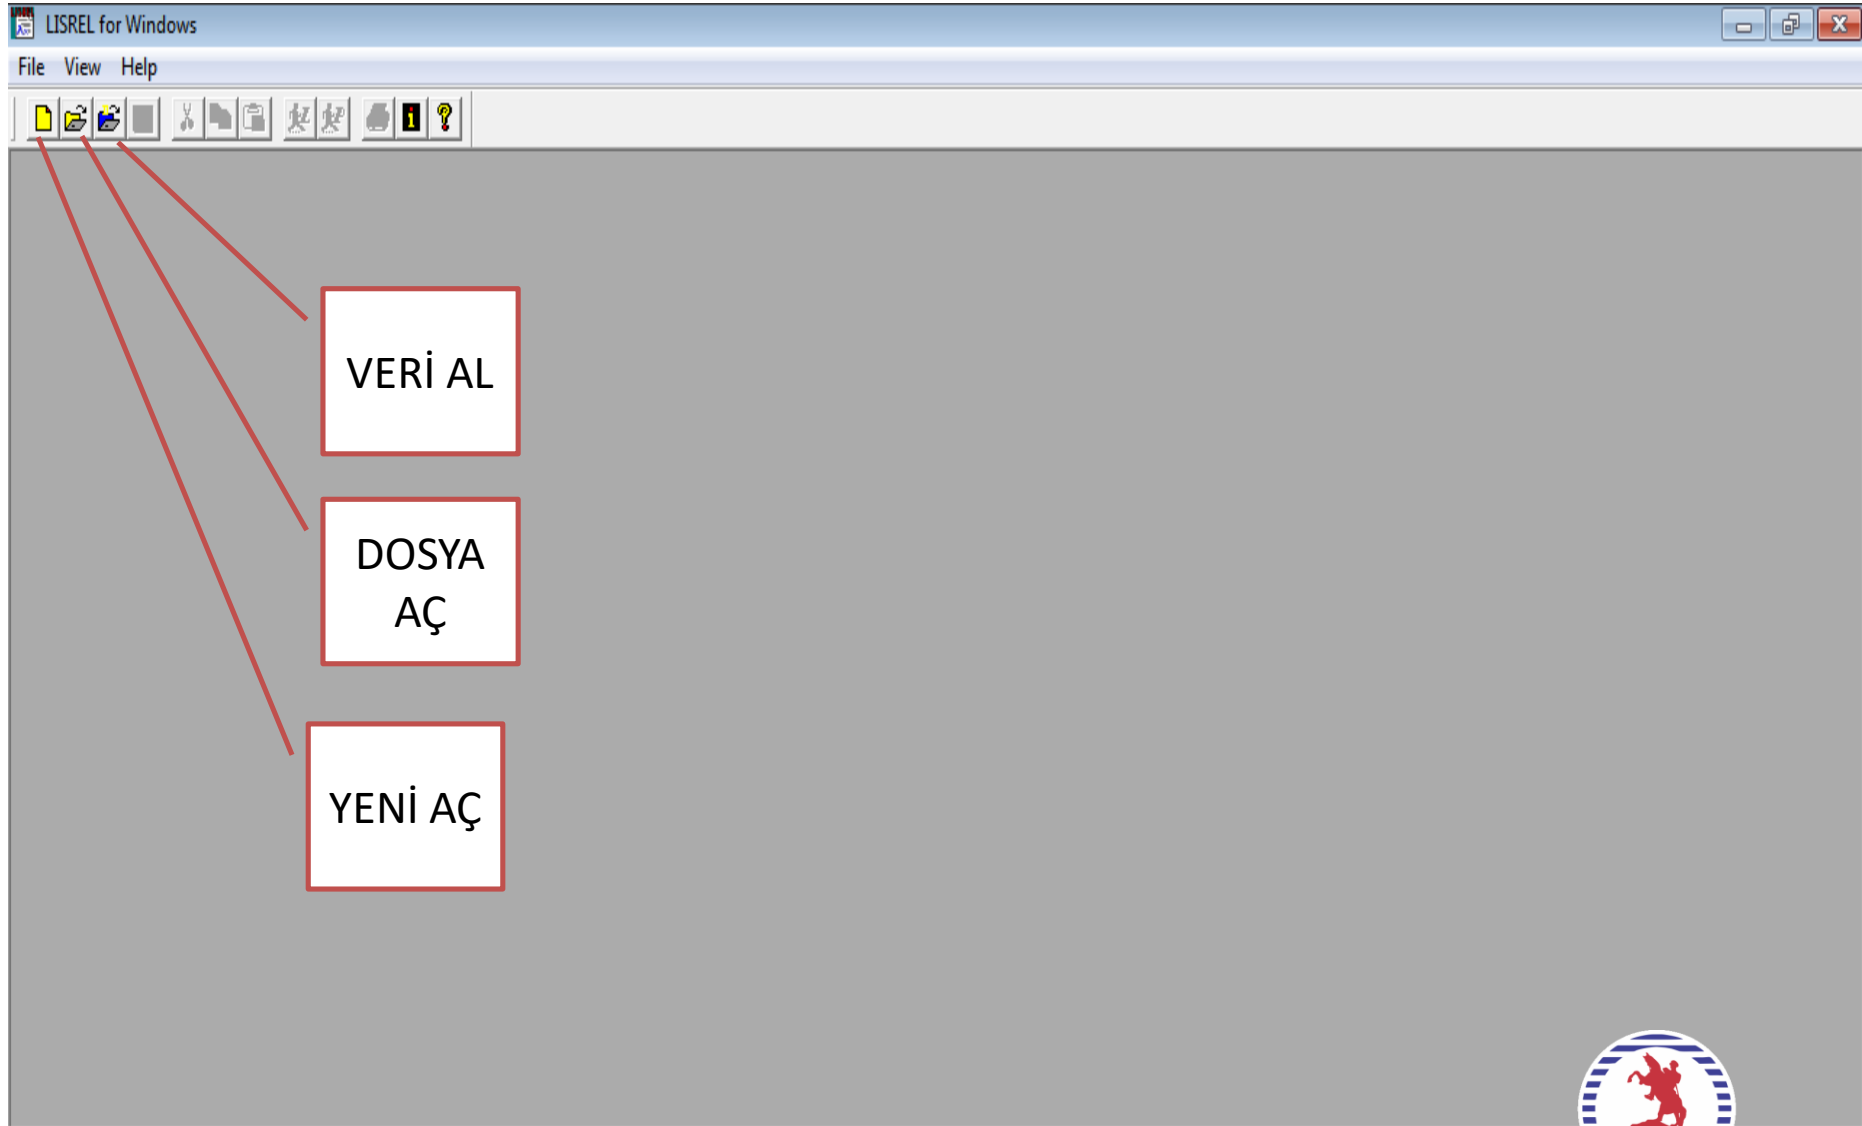 LISREL for Windows
File View Help
VERİ AL
DOSYA
AÇ
YENİ AÇ